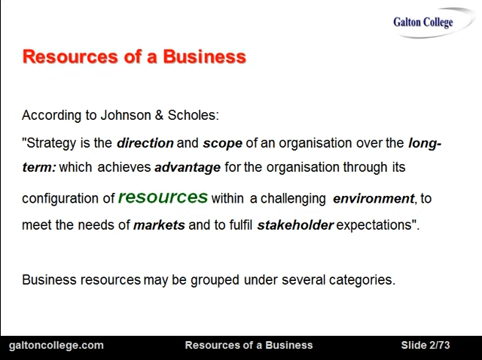 Galton College
Resources of a Business
According to Johnson & Scholes:
"Strategy is the direction and scope of an organisation over the long-
term: which achieves advantage for the organisation through its
configuration of resources within a challenging environment, to
meet the needs of markets and to fulfil stakeholder expectations".
Business resources may be grouped under several categories.
galtoncollege.com Resources of a Business Slide 2/73